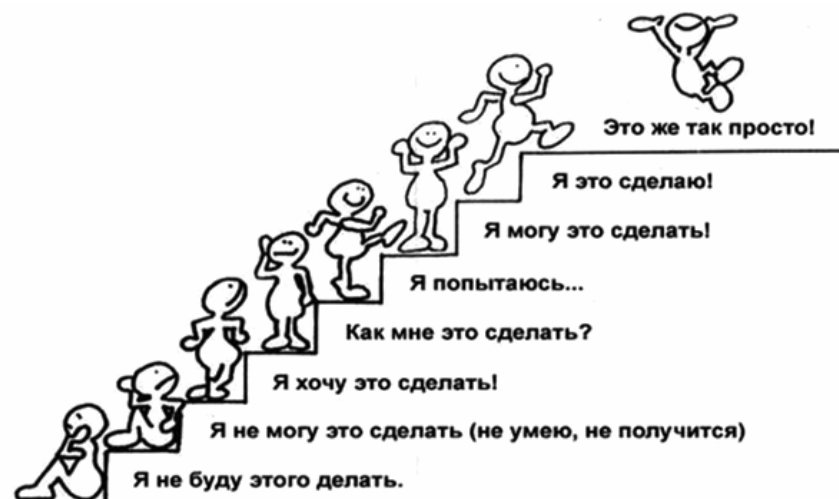 Это же так просто!
Я это сделаю!
Я могу это сделать!
Я попытаюсь...
Как мне это сделать?
Я хочу это сделать!
Я не могу это сделать (не умею, не получится)
Я не буду этого делать.